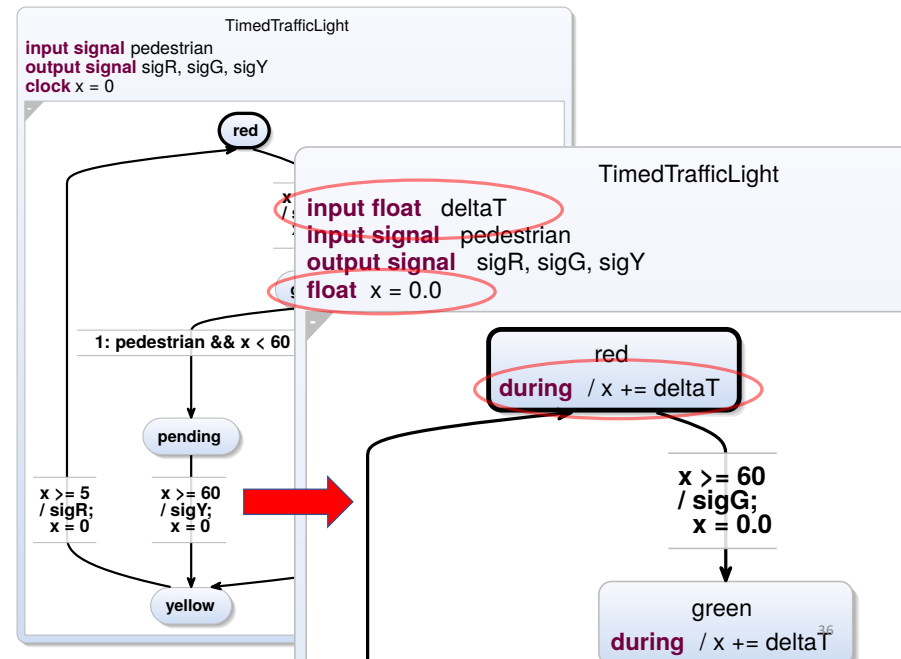 TimedTrafficLight
input signal pedestrian
output signal sigR, sigG, sigY
clock x = 0
-
red
x
/ s
g
1: pedestrian && x < 60
pending
x >= 5
/ sigR;
x = 0
x >= 60
/ sigY;
x = 0
yellow
TimedTrafficLight
input float deltaT
input signal pedestrian
output signal sigR, sigG, sigY
float x = 0.0
-
red
during / x += deltaT
x >= 60
/ sigG;
x = 0.0
green
during / x += deltaT
36